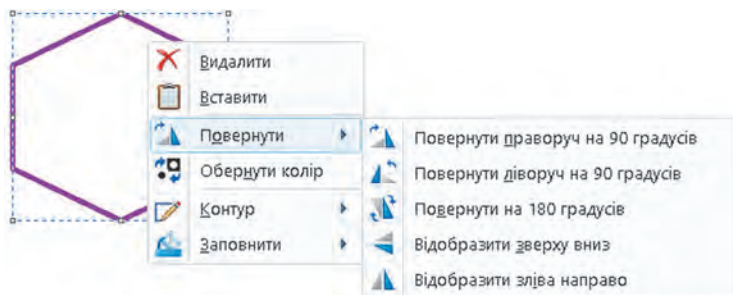 Видалити
Вставити
Повернути
Обернути колір
Контур
Заповнити
Повернути праворуч на 90 градусів
Повернути ліворуч на 90 градусів
Повернути на 180 градусів
Відобразити зверху вниз
Відобразити зліва направо